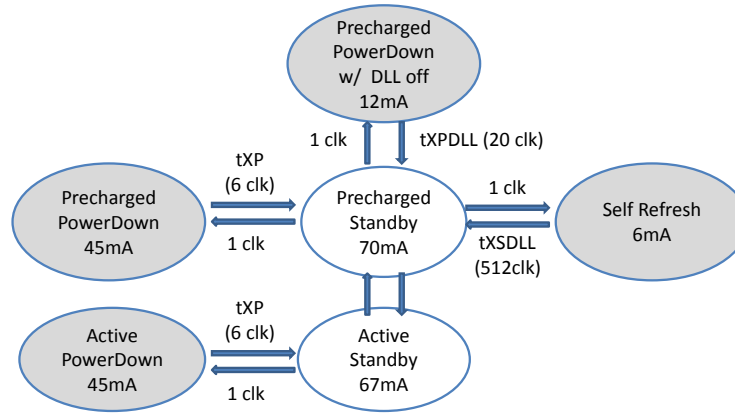 Precharged
PowerDown
w/ DLL off
12mA
1 clk
tXPDLL (20 clk)
tXP
(6 clk)
Precharged
PowerDown
45mA
1 clk
Precharged
Standby
70mA
1 clk
tXSDLL
(512clk)
Self Refresh
6mA
Active
PowerDown
45mA
tXP
(6 clk)
1 clk
Active
Standby
67mA